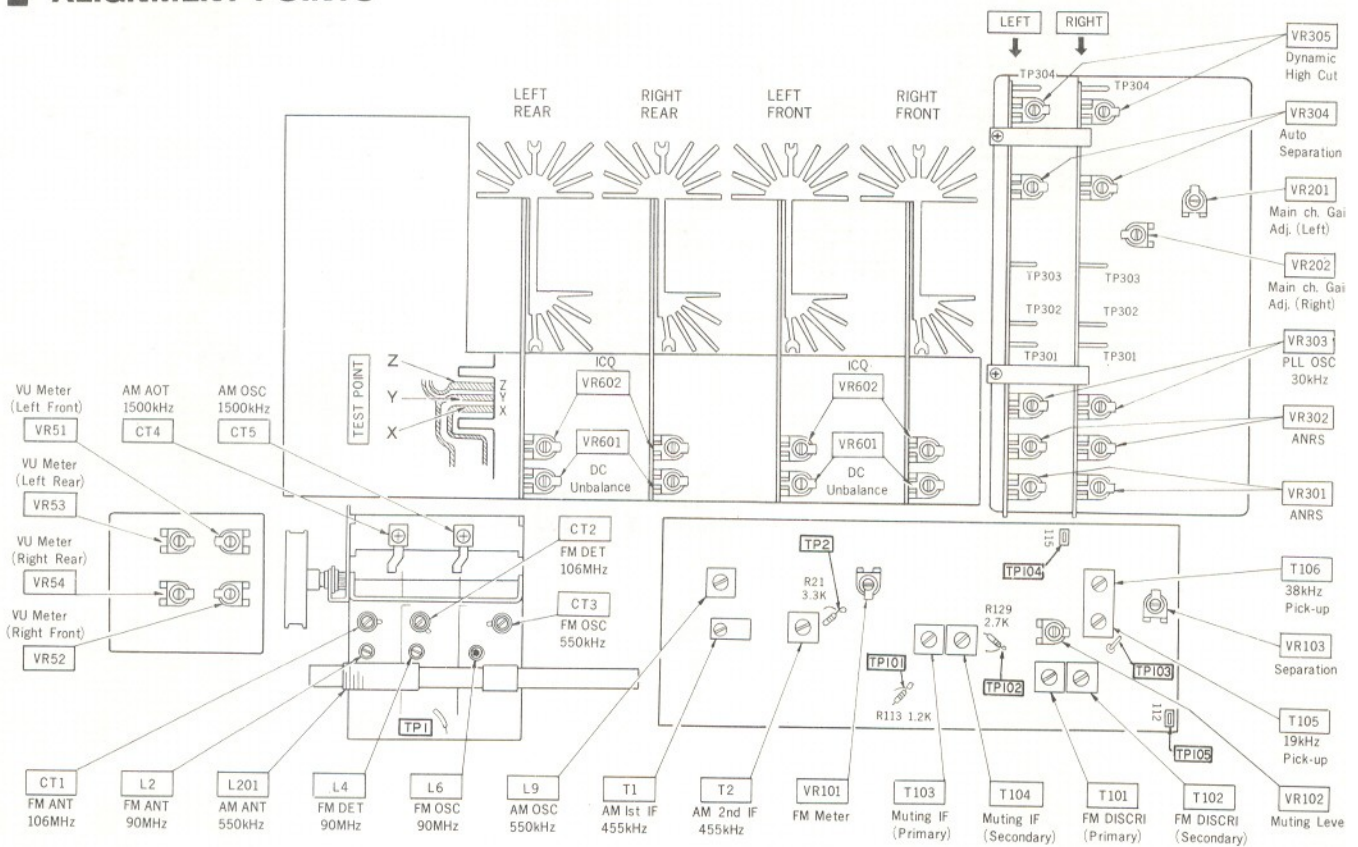 ALIGNMENT POINTS
LEFT
RIGHT
VR305
Dynamic
High Cut
TP304
TP304
LEFT
REAR
RIGHT
REAR
LEFT
FRONT
RIGHT
FRONT
VR304
Auto
Separation
VR201
Main ch. Gai
Adj. (Left)
VR202
Main ch. Gai
Adj. (Right)
TP303
TP303
TP302
TP302
TP301
TP301
VR303
PLL OSC
30kHz
VR302
ANRS
VR301
ANRS
TEST POINT
Z
Y
X
Z
Y
X
ICQ
VR602
VR601
DC
Unbalance
ICQ
VR602
VR601
DC
Unbalance
VU Meter
(Left Front)
VR51
AM AOT
1500kHz
CT4
AM OSC
1500kHz
CT5
VU Meter
(Left Rear)
VR53
VU Meter
(Right Rear)
VR54
VU Meter
(Right Front)
VR52
CT2
FM DET
106MHz
CT3
FM OSC
550kHz
TP1
TP2
R21
3.3K
TP101
R113 1.2K
R129
2.7K
TP102
TP104
115
TP103
112
TP105
T106
38kHz
Pick-up
VR103
Separation
T105
19kHz
Pick-up
CT1
FM ANT
106MHz
L2
FM ANT
90MHz
L201
AM ANT
550kHz
L4
FM DET
90MHz
L6
FM OSC
90MHz
L9
AM OSC
550kHz
T1
AM Ist IF
455kHz
T2
AM 2nd IF
455kHz
VR101
FM Meter
T103
Muting IF
(Primary)
T104
Muting IF
(Secondary)
T101
FM DISCRI
(Primary)
T102
FM DISCRI
(Secondary)
VR102
Muting Leve